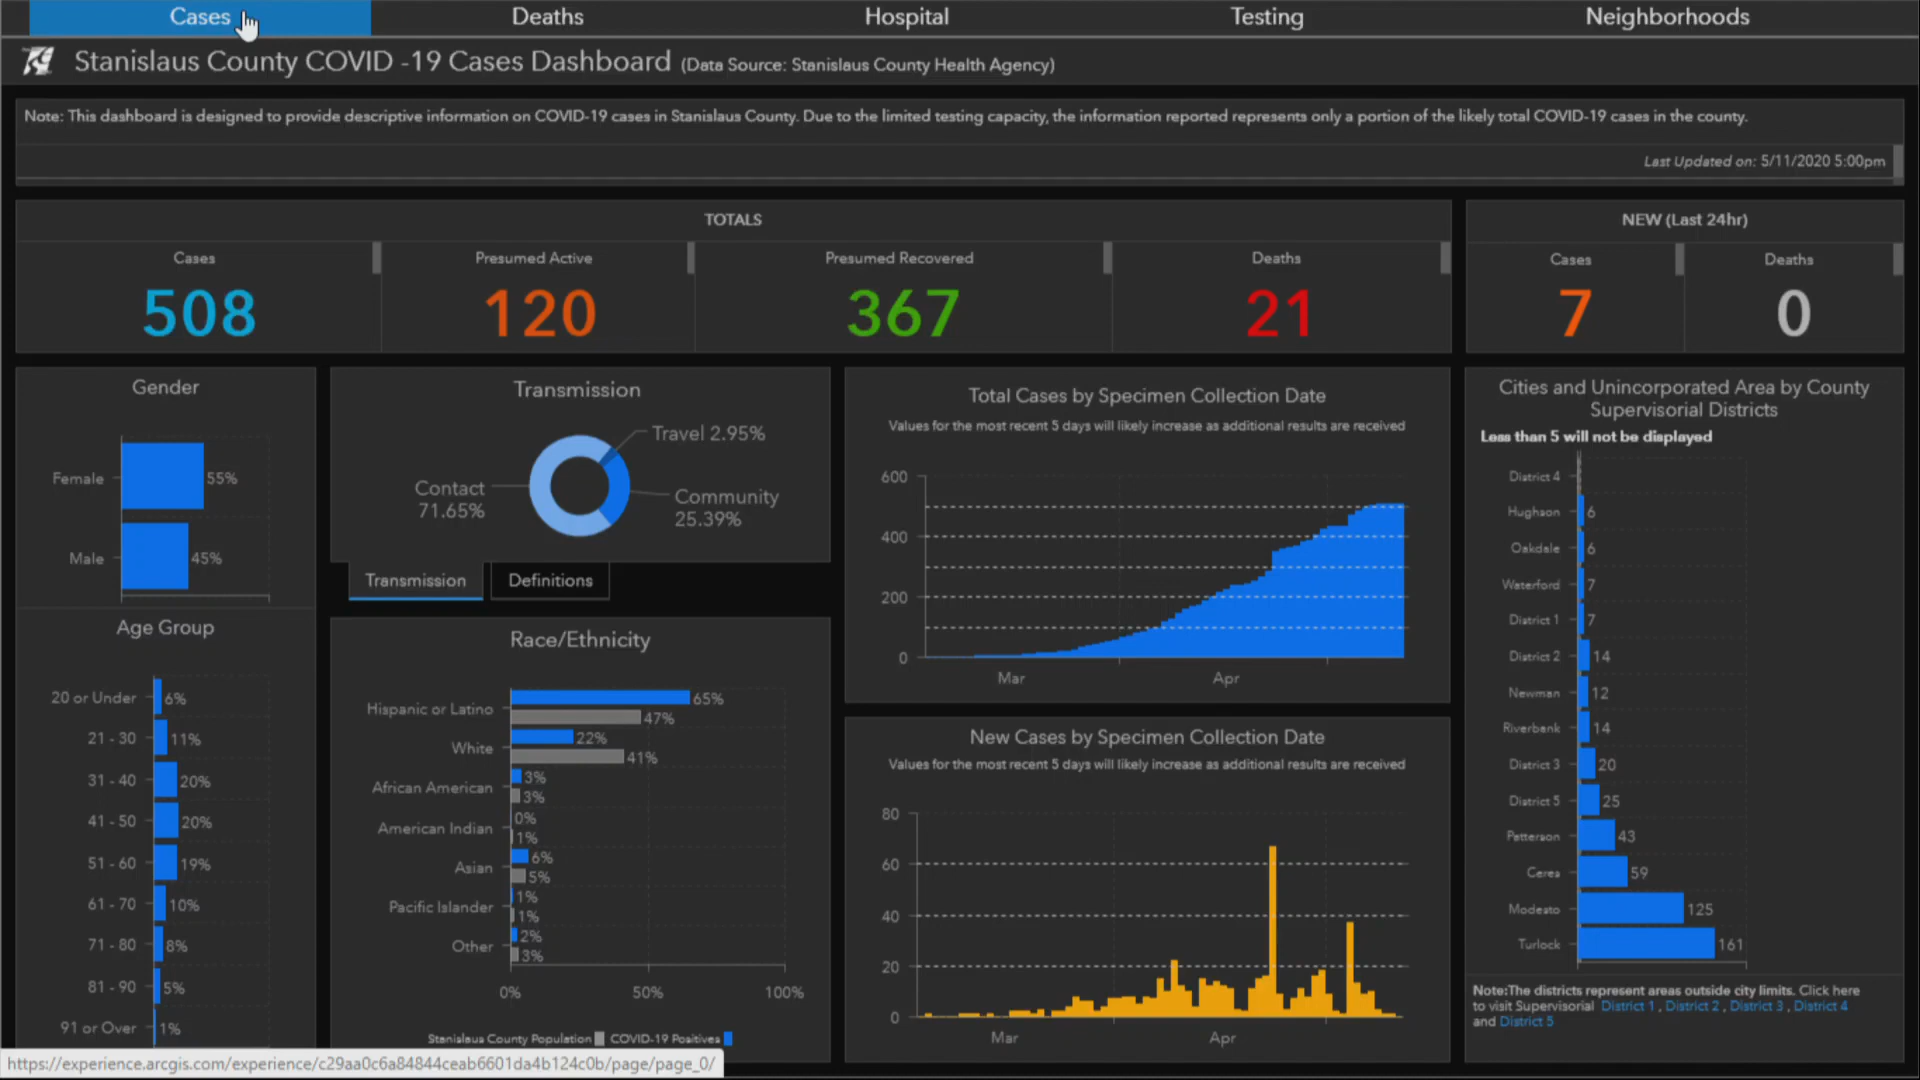 Cases
Deaths
Hospital
Testing
Neighborhoods
Stanislaus County COVID -19 Cases Dashboard (Data Source: Stanislaus County Health Agency)
Note: This dashboard is designed to provide descriptive information on COVID-19 cases in Stanislaus County. Due to the limited testing capacity, the information reported represents only a portion of the likely total COVID-19 cases in the county.
Last Updated on: 5/11/2020 5:00pm
TOTALS
Cases
508
Presumed Active
120
Presumed Recovered
367
Deaths
21
NEW (Last 24hr)
Cases
7
Deaths
0
Gender
Female
55%
Male
45%
Age Group
20 or Under
6%
21 - 30
11%
31 - 40
20%
41 - 50
20%
51 - 60
19%
61 - 70
10%
71 - 80
8%
81 - 90
5%
91 or Over
1%
Transmission
Travel 2.95%
Contact
71.65%
Community
25.39%
Transmission
Definitions
Race/Ethnicity
Hispanic or Latino
65%
47%
White
22%
41%
African American
3%
3%
American Indian
0%
1%
Asian
6%
5%
Pacific Islander
1%
1%
Other
2%
3%
0%
50%
100%
Stanislaus County Population
COVID-19 Positives
Total Cases by Specimen Collection Date
Values for the most recent 5 days will likely increase as additional results are received
600
400
200
0
Mar
Apr
New Cases by Specimen Collection Date
Values for the most recent 5 days will likely increase as additional results are received
80
60
40
20
0
Mar
Apr
Cities and Unincorporated Area by County
Supervisorial Districts
Less than 5 will not be displayed
District 4
Hughson
6
Oakdale
6
Waterford
7
District 1
7
District 2
14
Newman
12
Riverbank
14
District 3
20
District 5
25
Patterson
43
Ceres
59
Modesto
125
Turlock
161
Note:The districts represent areas outside city limits. Click here
to visit Supervisorial District 1 , District 2 , District 3 , District 4
and District 5
https://experience.arcgis.com/experience/c29aa0c6a84844ceab6601da4b124c0b/page/page_0/